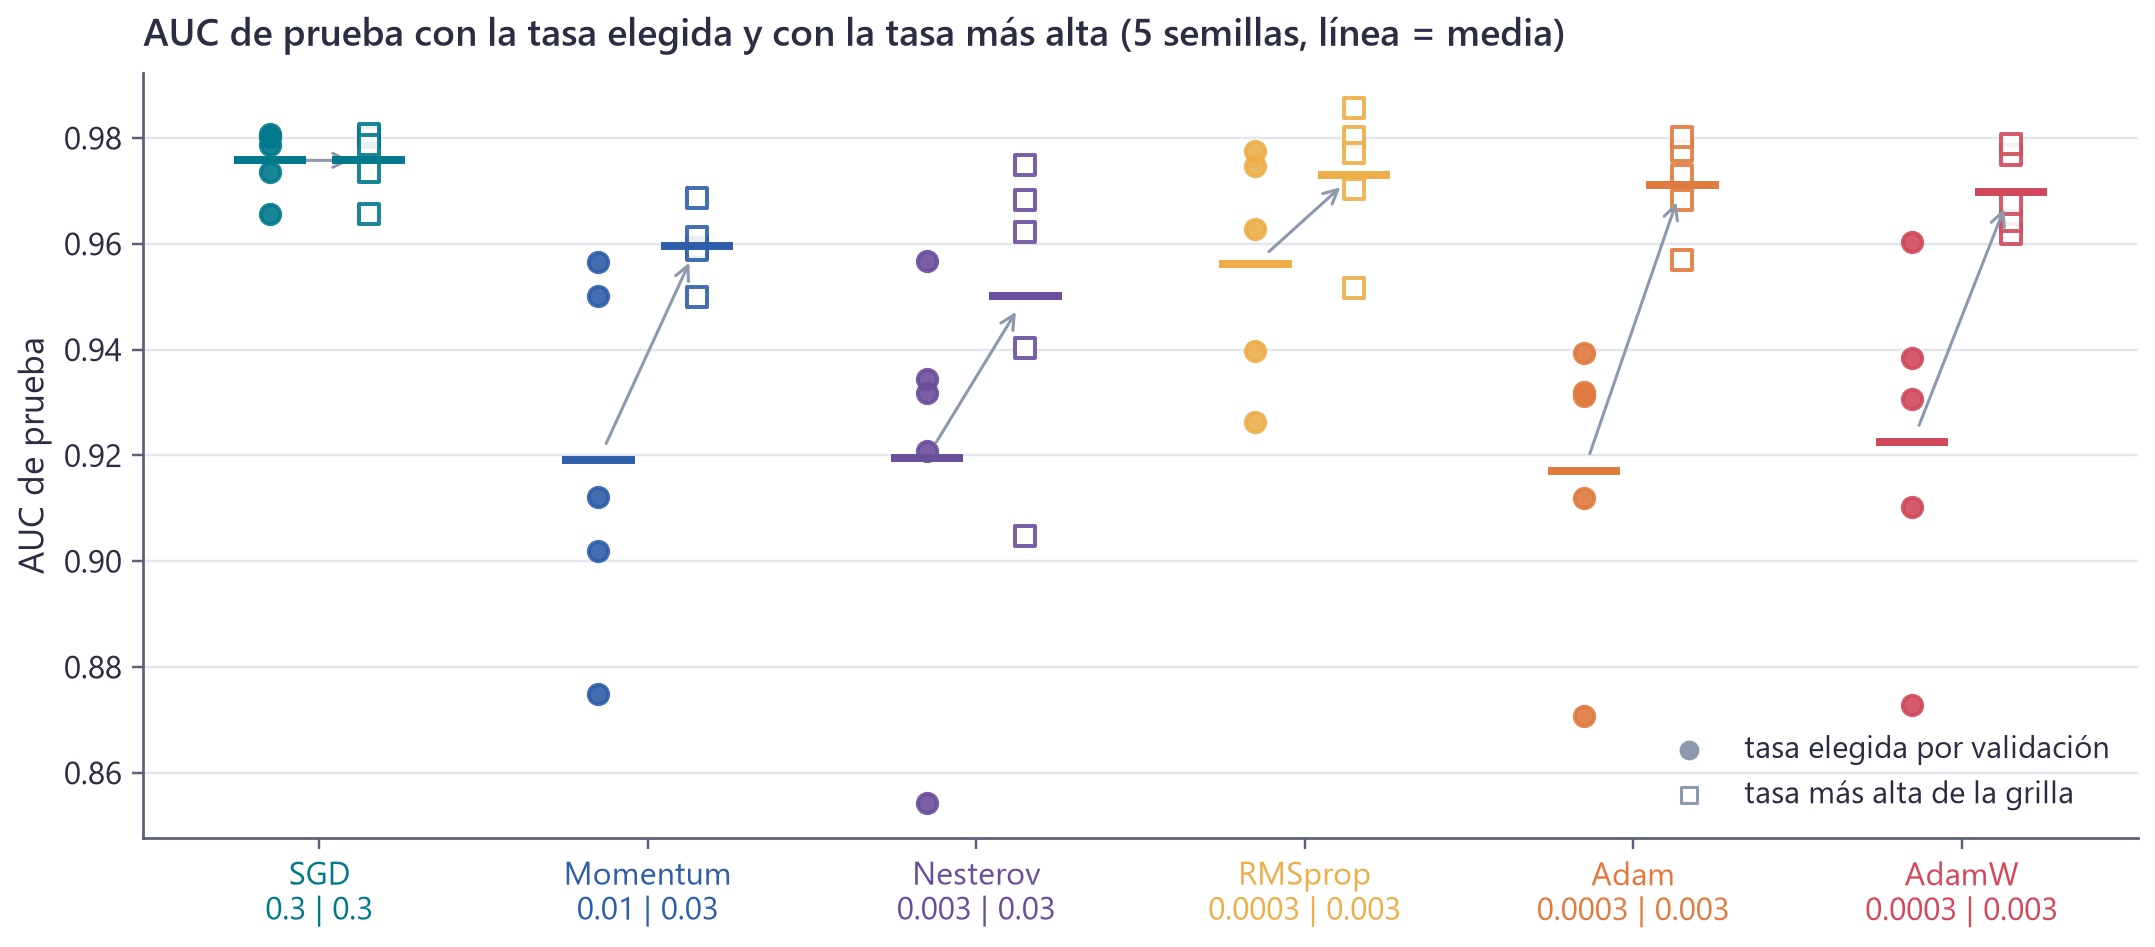 AUC de prueba con la tasa elegida y con la tasa más alta (5 semillas, línea = media)
AUC de prueba
0.98
0.96
0.94
0.92
0.90
0.88
0.86
tasa elegida por validación
tasa más alta de la grilla
SGD
0.3 | 0.3
Momentum
0.01 | 0.03
Nesterov
0.003 | 0.03
RMSprop
0.0003 | 0.003
Adam
0.0003 | 0.003
AdamW
0.0003 | 0.003